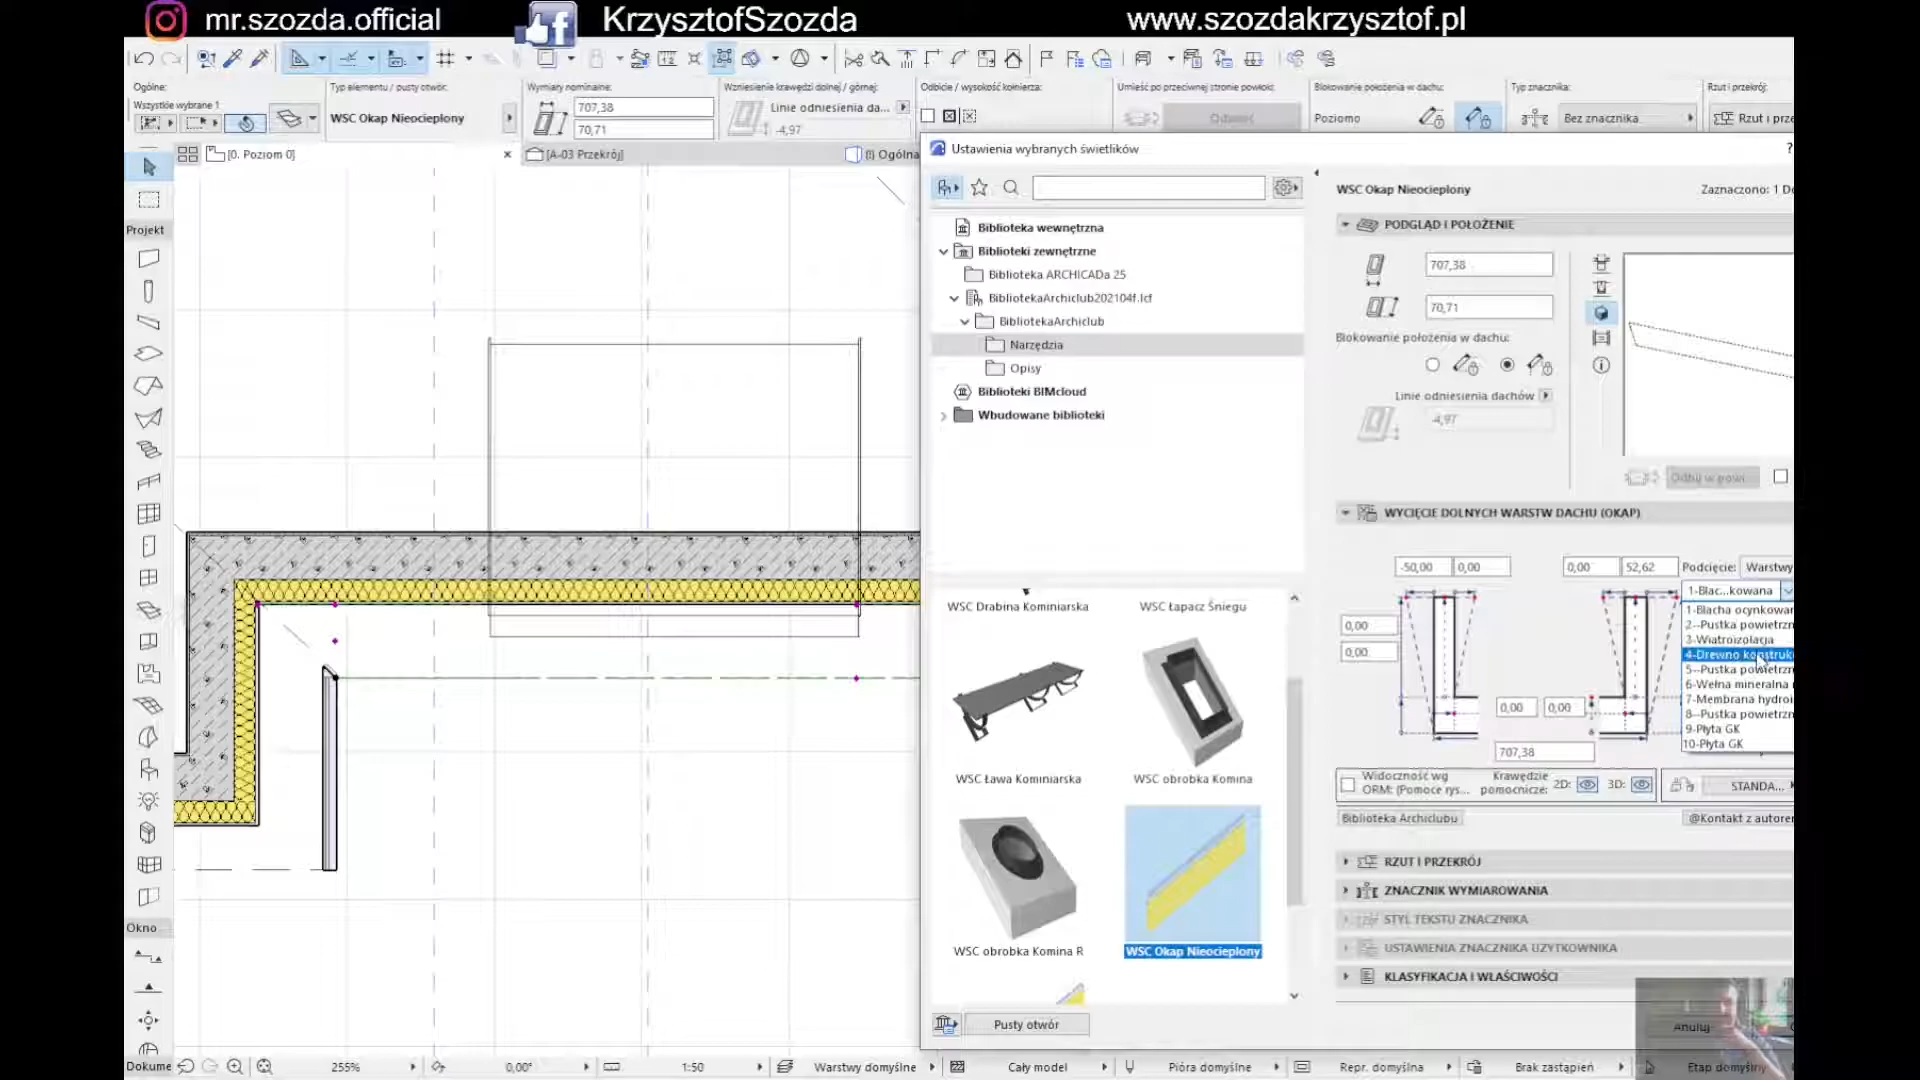 mr.szozda.official
KrzysztofSzozda
www.szozdakrzysztof.pl
Ogólne:
Typ elementu / pusty otwór:
Wymiary nominalne:
Wzniesienie krawędzi dolnej / górnej:
Odbicie / wysokość kołnierza:
Umieść po przeciwnej stronie powłoki:
Blokowanie położenia w dachu:
Typ znacznika:
Rzut i przekrój:
Wszystkie wybrane 1
WSC Okap Nieocieplony
707,38
70,71
Linie odniesienia da...
-4,97
Poziomo
Bez znacznika
Rzut i prze
[0. Poziom 0]
[A-03 Przekrój]
(!) Ogólna
Projekt
Okno
Ustawienia wybranych świetlików
?
Biblioteka wewnętrzna
Biblioteki zewnętrzne
Biblioteka ARCHICADa 25
BibliotekaArchiclub202104f.lcf
BibliotekaArchiclub
Narzędzia
Opisy
Biblioteki BIMcloud
Wbudowane biblioteki
WSC Drabina Kominiarska
WSC Łapacz Śniegu
WSC Ława Kominiarska
WSC obrobka Komina
WSC obrobka Komina R
WSC Okap Nieocieplony
Pusty otwór
WSC Okap Nieocieplony
Zaznaczono: 1 Do
PODGLĄD I POŁOŻENIE
707,38
70,71
Blokowanie położenia w dachu:
Linie odniesienia dachów
-4,97
Odbij w powł...
WYCIĘCIE DOLNYCH WARSTW DACHU (OKAP)
-50,00
0,00
0,00
52,62
Podcięcie:
Warstwy
1-Blac...kowana
1-Blacha ocynkowan
2--Pustka powietrzn
3-Wiatroizolacja
4-Drewno konstruk
5--Pustka powietrzn
6-Wełna mineralna
7-Membrana hydroi
8--Pustka powietrzn
9-Płyta GK
10-Płyta GK
0,00
0,00
0,00
0,00
707,38
Widoczność wg
ORM: (Pomoce rys...
Krawędzie
pomocnicze:
2D:
3D:
STANDA...
Biblioteka Archiclubu
@Kontakt z autore
RZUT I PRZEKRÓJ
ZNACZNIK WYMIAROWANIA
STYL TEKSTU ZNACZNIKA
USTAWIENIA ZNACZNIKA UŻYTKOWNIKA
KLASYFIKACJA I WŁAŚCIWOŚCI
Anuluj
Dokume
255%
0,00°
1:50
Warstwy domyślne
Cały model
Pióra domyślne
Repr. domyślna
Brak zastąpień
Etap domyślny